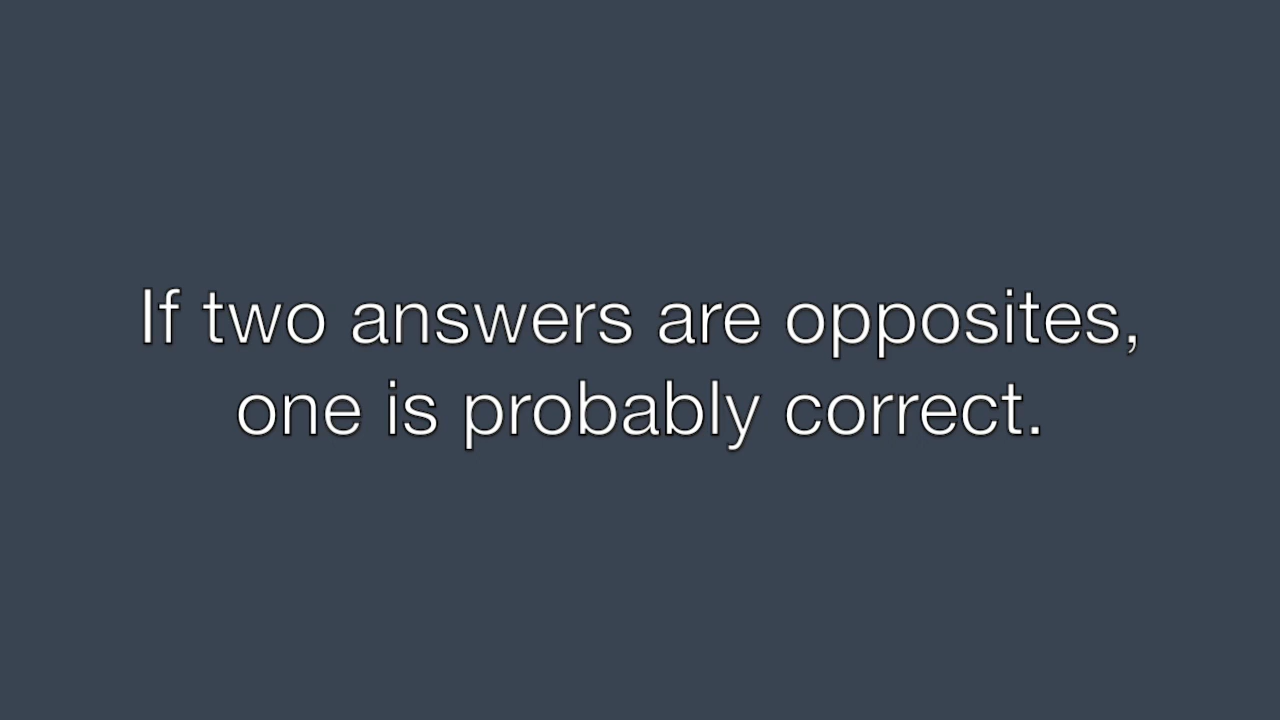 If two answers are opposites,
one is probably correct.